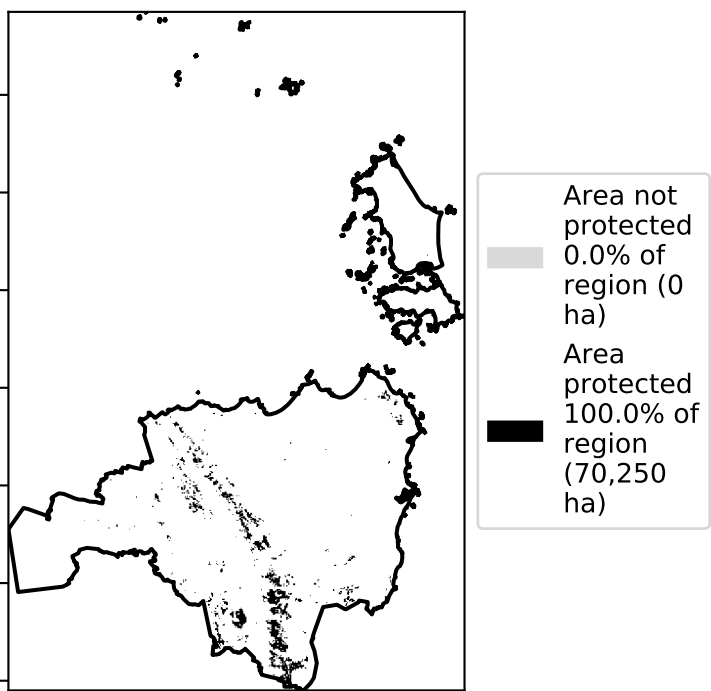 Area not
protected
0.0% of
region (0
ha)
Area
protected
100.0% of
region
(70,250
ha)